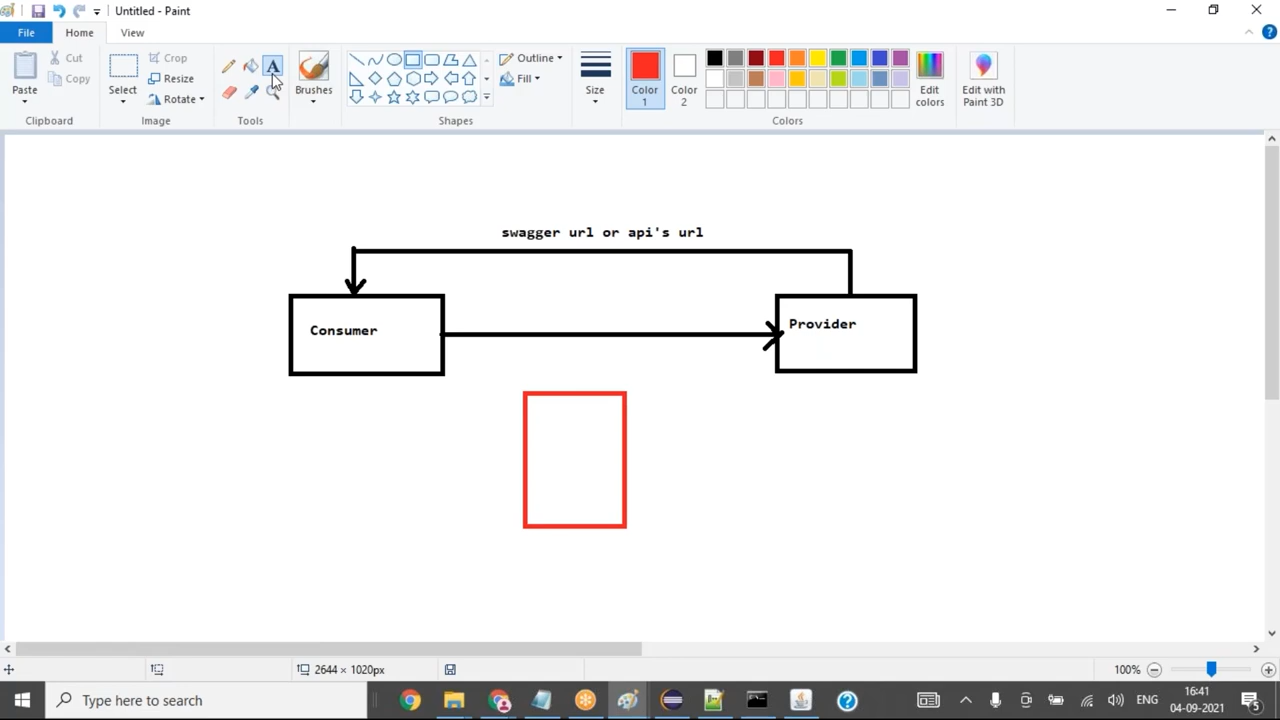 Untitled - Paint
File Home View
Paste
Cut
Copy
Clipboard
Select
Crop
Resize
Rotate
Image
A
Tools
Brushes
Shapes
Outline
Fill
Size
Color 1
Color 2
Colors
Edit colors
Edit with Paint 3D
swagger url or api's url
Consumer
Provider
2644 × 1020px
100%
Type here to search
ENG
16:41
04-09-2021
5